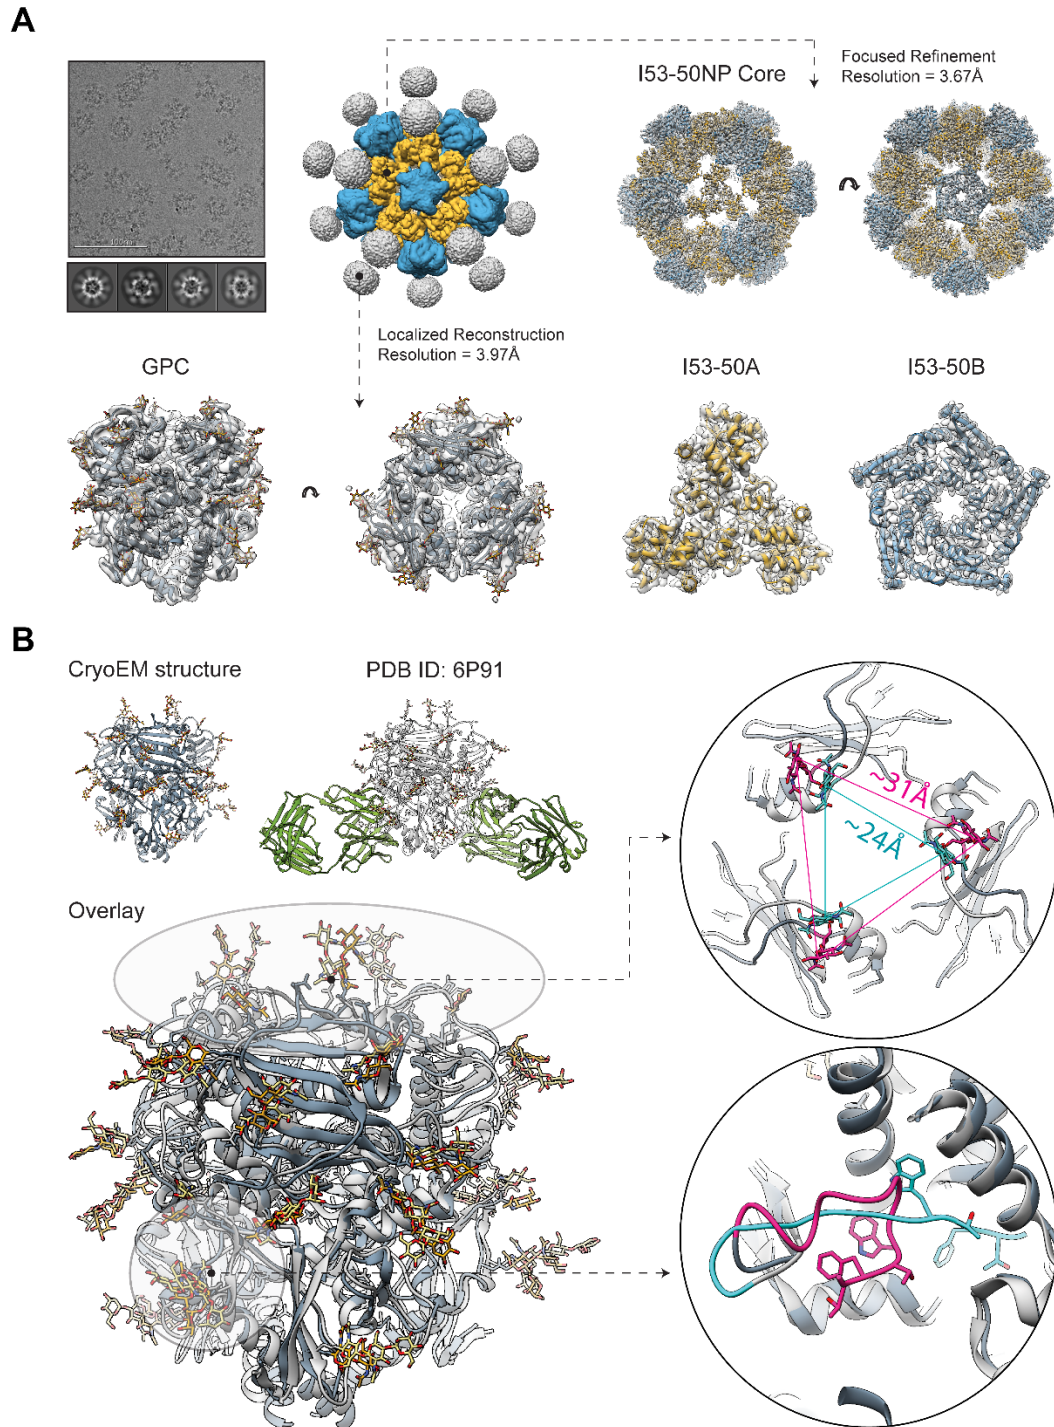 A
I53-50NP Core
Focused Refinement
Resolution = 3.67Å
100nm
Localized Reconstruction
Resolution = 3.97Å
GPC
I53-50A
I53-50B
B
CryoEM structure
PDB ID: 6P91
~31Å
~24Å
Overlay